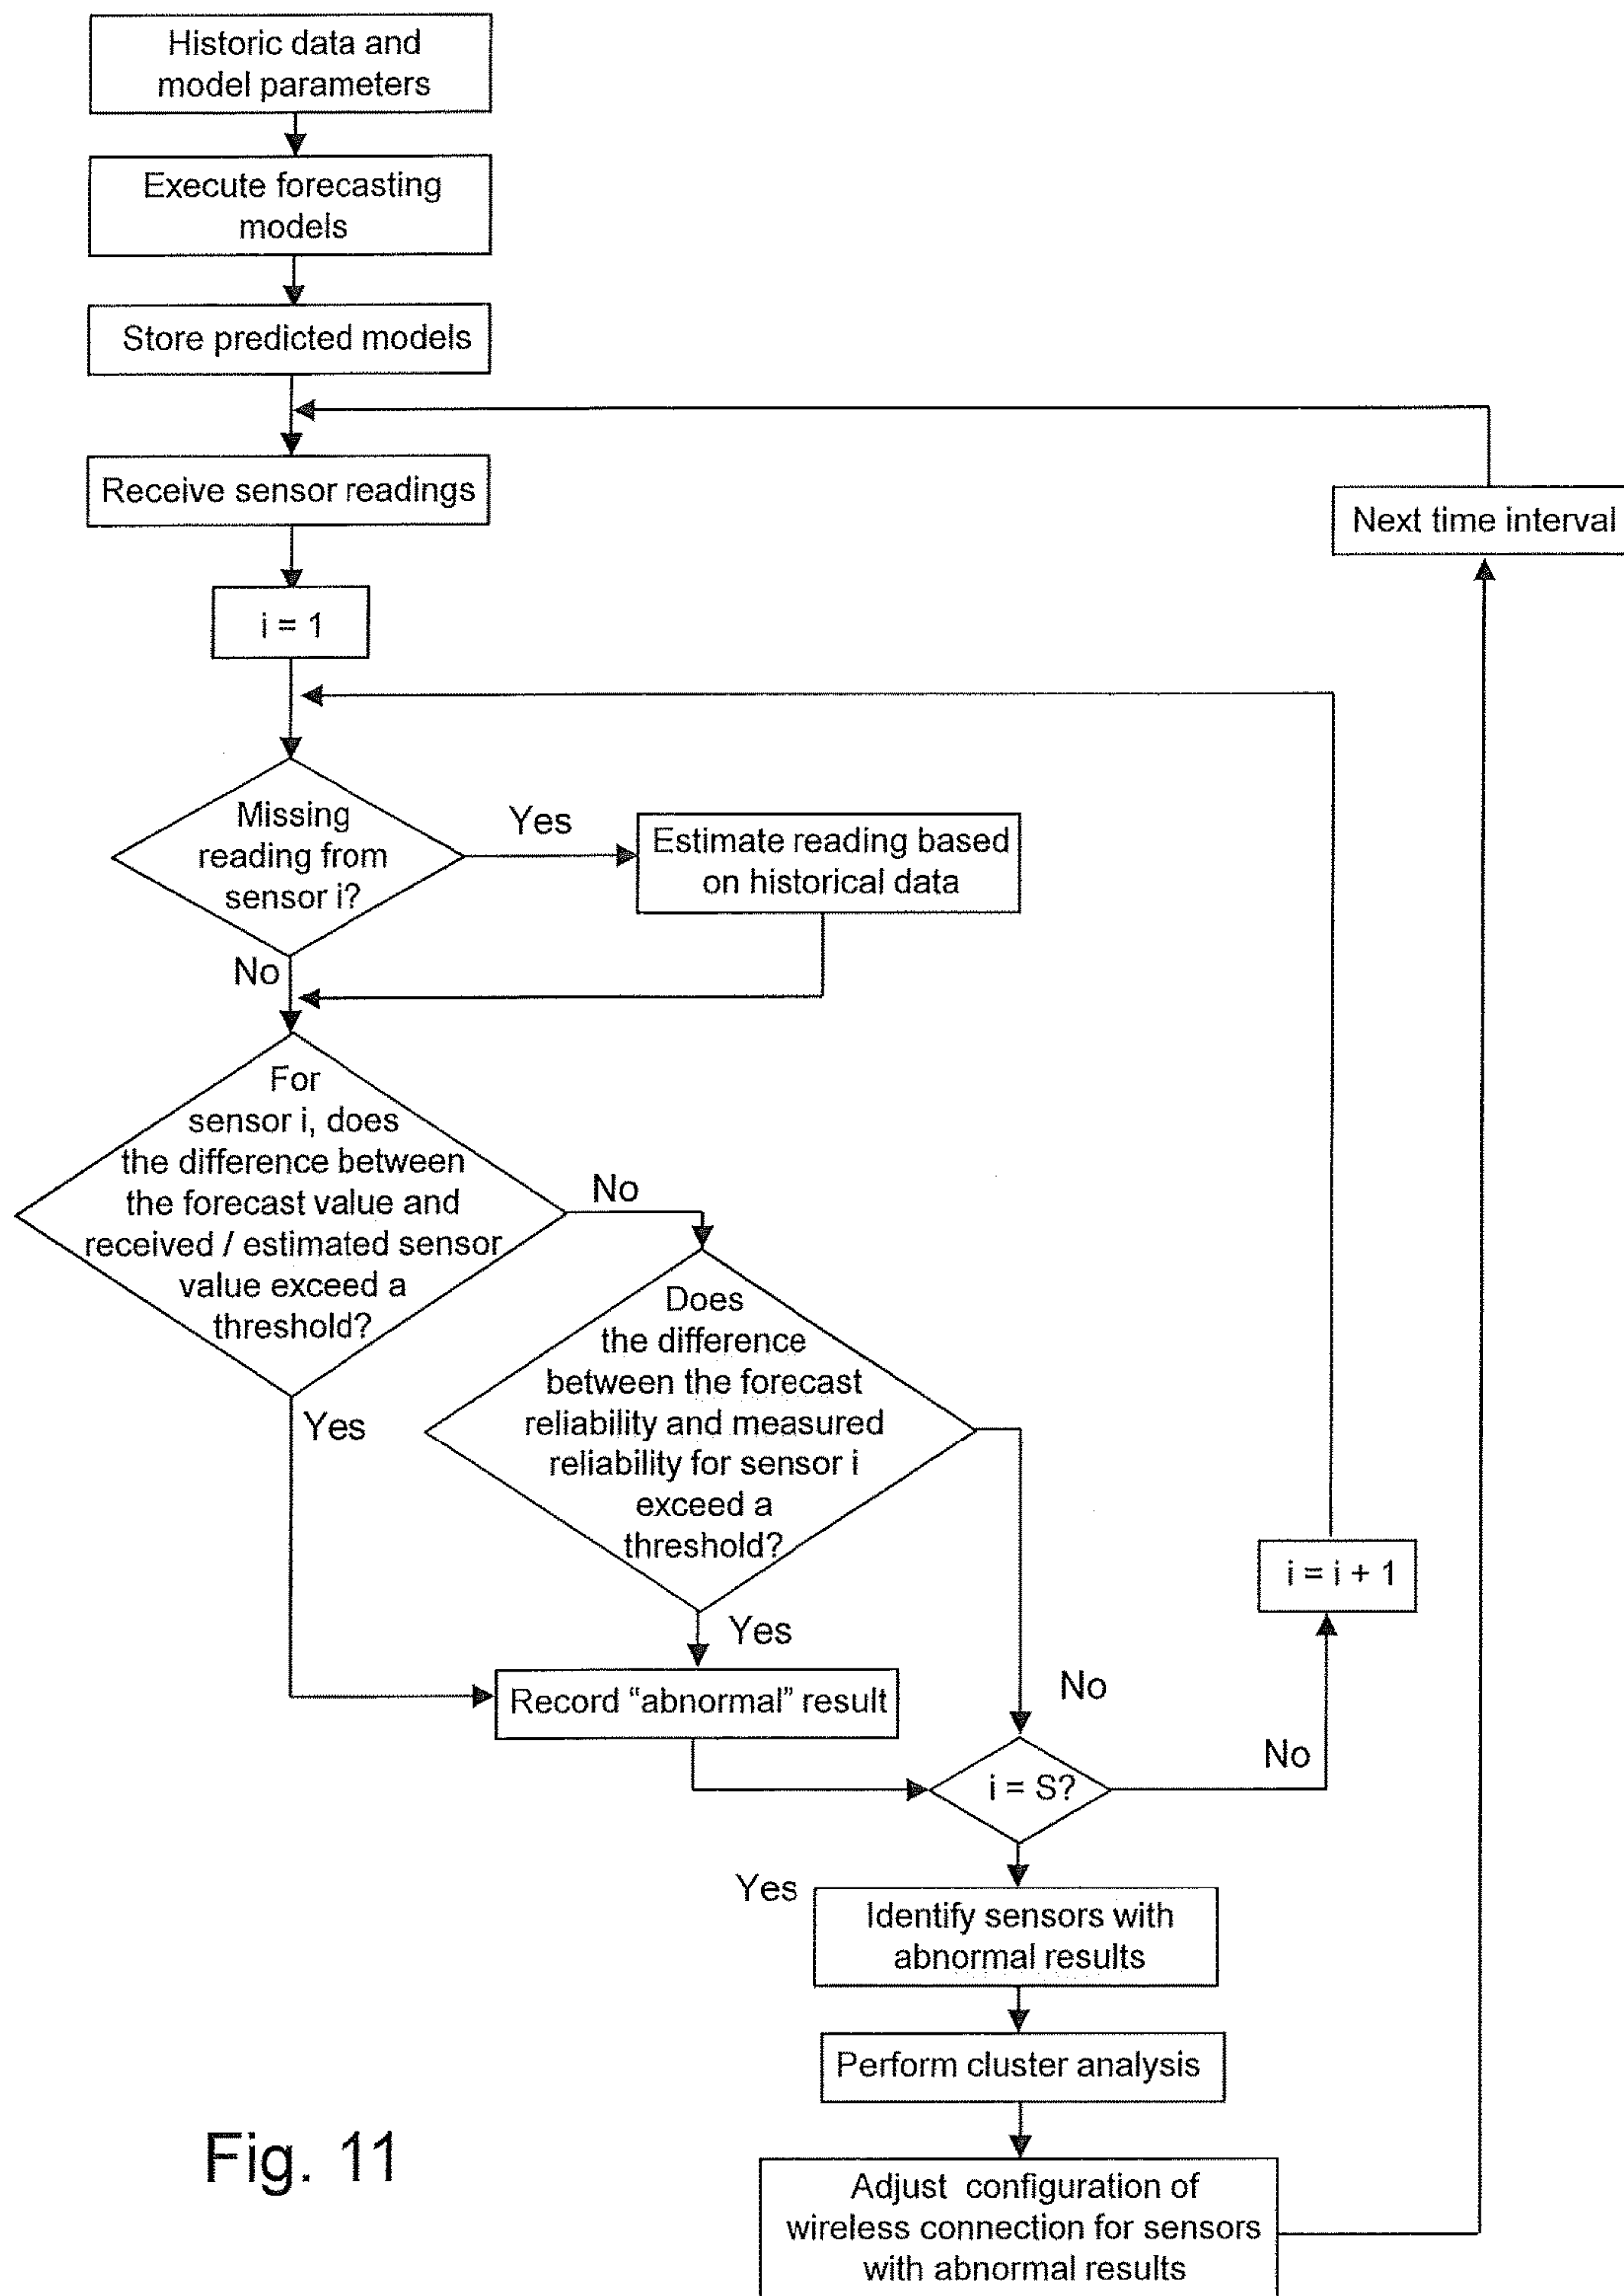 Historic data and
model parameters
Execute forecasting
models
Store predicted models
Receive sensor readings
Next time interval
i = 1
Missing
reading from
sensor i?
Yes
Estimate reading based
on historical data
No
For
sensor i, does
the difference between
the forecast value and
received / estimated sensor
value exceed a
threshold?
No
Yes
Does
the difference
between the forecast
reliability and measured
reliability for sensor i
exceed a
threshold?
i = i + 1
Yes
No
Record “abnormal” result
i = S?
No
Yes
Identify sensors with
abnormal results
Perform cluster analysis
Adjust configuration of
wireless connection for sensors
with abnormal results
Fig. 11